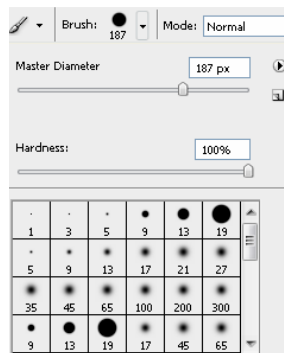 Brush: 187 Mode: Normal
Master Diameter 187 px
Hardness: 100%
1 3 5 9 13 19
5 9 13 17 21 27
35 45 65 100 200 300
9 13 19 17 45 65